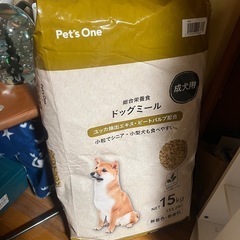 Pet's One
成犬用
総合栄養食
ドッグミール
ユッカ抽出エキス・ビートパルプ配合
小粒でシニア・小型犬も食べやすい。
NET 15